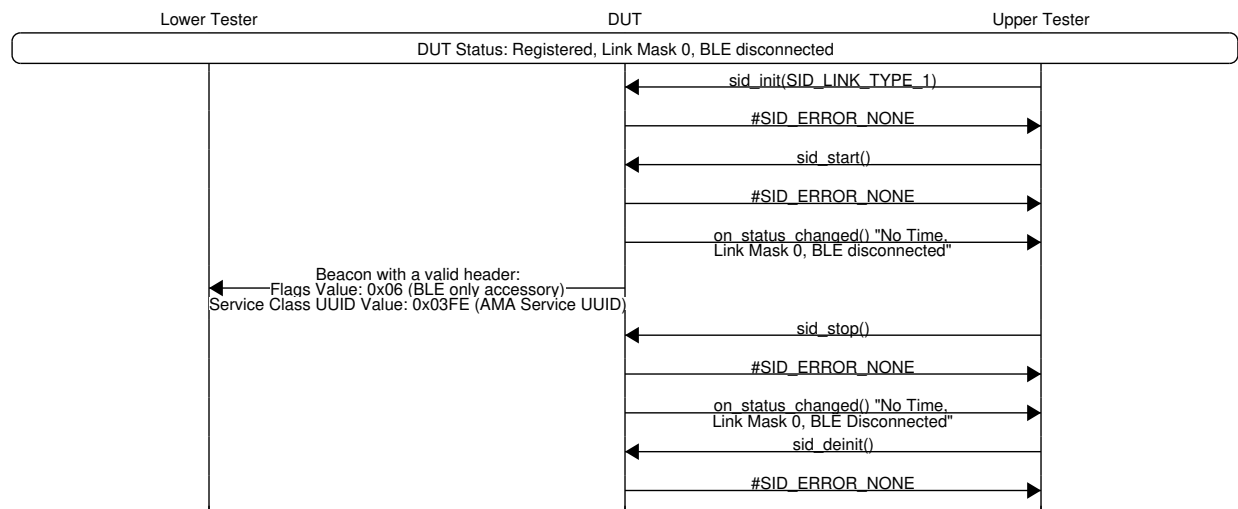 Lower Tester DUT Upper Tester
DUT Status: Registered, Link Mask 0, BLE disconnected
sid_init(SID_LINK_TYPE_1)
#SID_ERROR_NONE
sid_start()
#SID_ERROR_NONE
on_status_changed() "No Time,
Link Mask 0, BLE disconnected"
Beacon with a valid header:
Flags Value: 0x06 (BLE only accessory)
Service Class UUID Value: 0x03FE (AMA Service UUID)
sid_stop()
#SID_ERROR_NONE
on_status_changed() "No Time,
Link Mask 0, BLE Disconnected"
sid_deinit()
#SID_ERROR_NONE